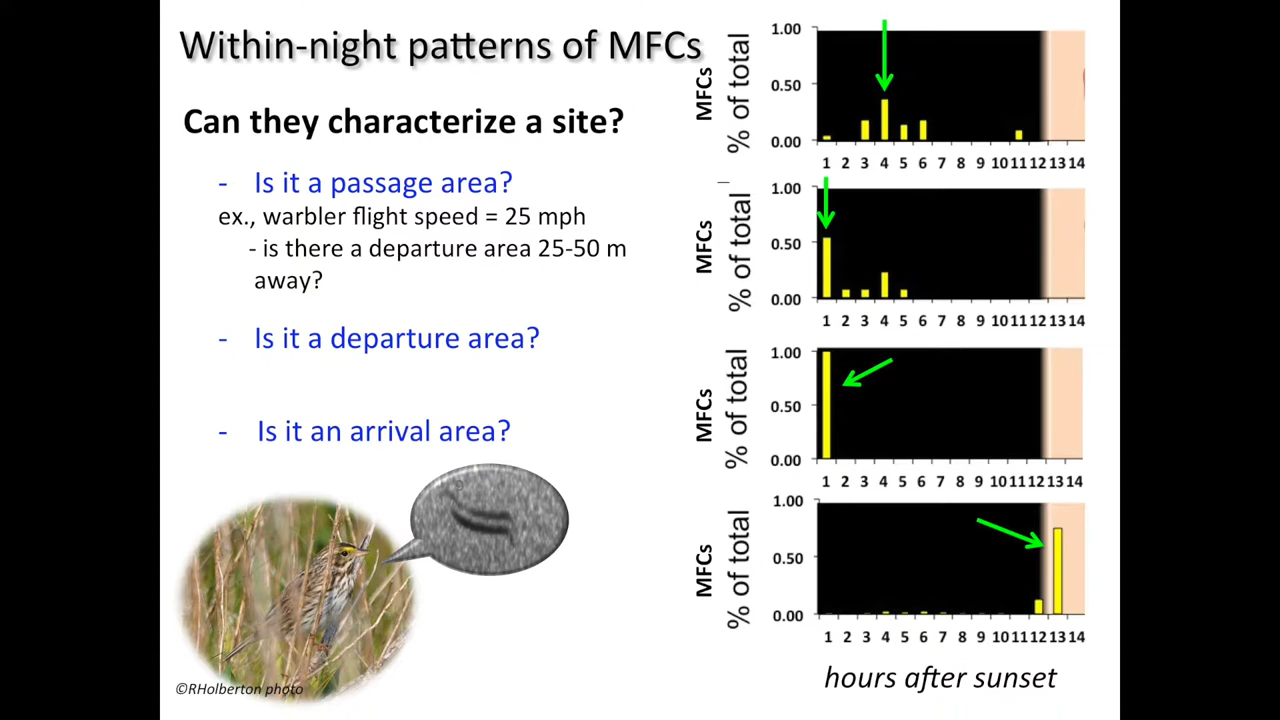 Within-night patterns of MFCs
Can they characterize a site?
- Is it a passage area?
ex., warbler flight speed = 25 mph
- is there a departure area 25-50 m
away?
- Is it a departure area?
- Is it an arrival area?
©RHolberton photo
MFCs
% of total
1.00
0.50
0.00
1 2 3 4 5 6 7 8 9 10 11 12 13 14
MFCs
% of total
1.00
0.50
0.00
1 2 3 4 5 6 7 8 9 10 11 12 13 14
MFCs
% of total
1.00
0.50
0.00
1 2 3 4 5 6 7 8 9 10 11 12 13 14
MFCs
% of total
1.00
0.50
0.00
1 2 3 4 5 6 7 8 9 10 11 12 13 14
hours after sunset